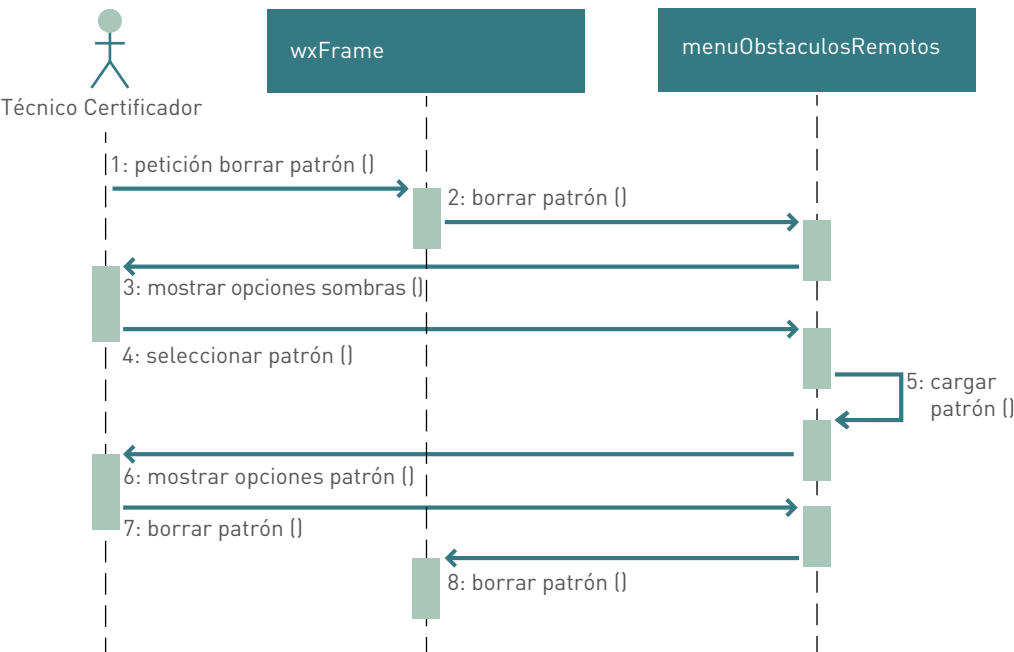 wxFrame
menuObstaculosRemotos
Técnico Certificador
1: petición borrar patrón ()
2: borrar patrón ()
3: mostrar opciones sombras ()
4: seleccionar patrón ()
5: cargar
patrón ()
6: mostrar opciones patrón ()
7: borrar patrón ()
8: borrar patrón ()